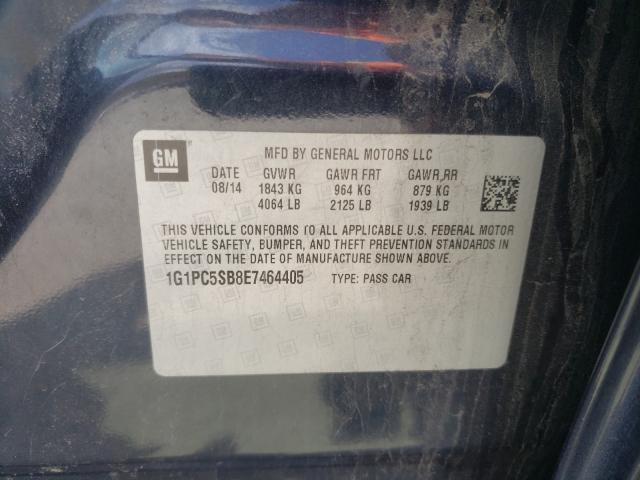 GM
MFD BY GENERAL MOTORS LLC
DATE GVWR GAWR FRT GAWR RR
08/14 1843 KG 964 KG 879 KG
4064 LB 2125 LB 1939 LB
THIS VEHICLE CONFORMS TO ALL APPLICABLE U.S. FEDERAL MOTOR
VEHICLE SAFETY, BUMPER, AND THEFT PREVENTION STANDARDS IN
EFFECT ON THE DATE OF MANUFACTURE SHOWN ABOVE.
1G1PC5SB8E7464405 TYPE: PASS CAR